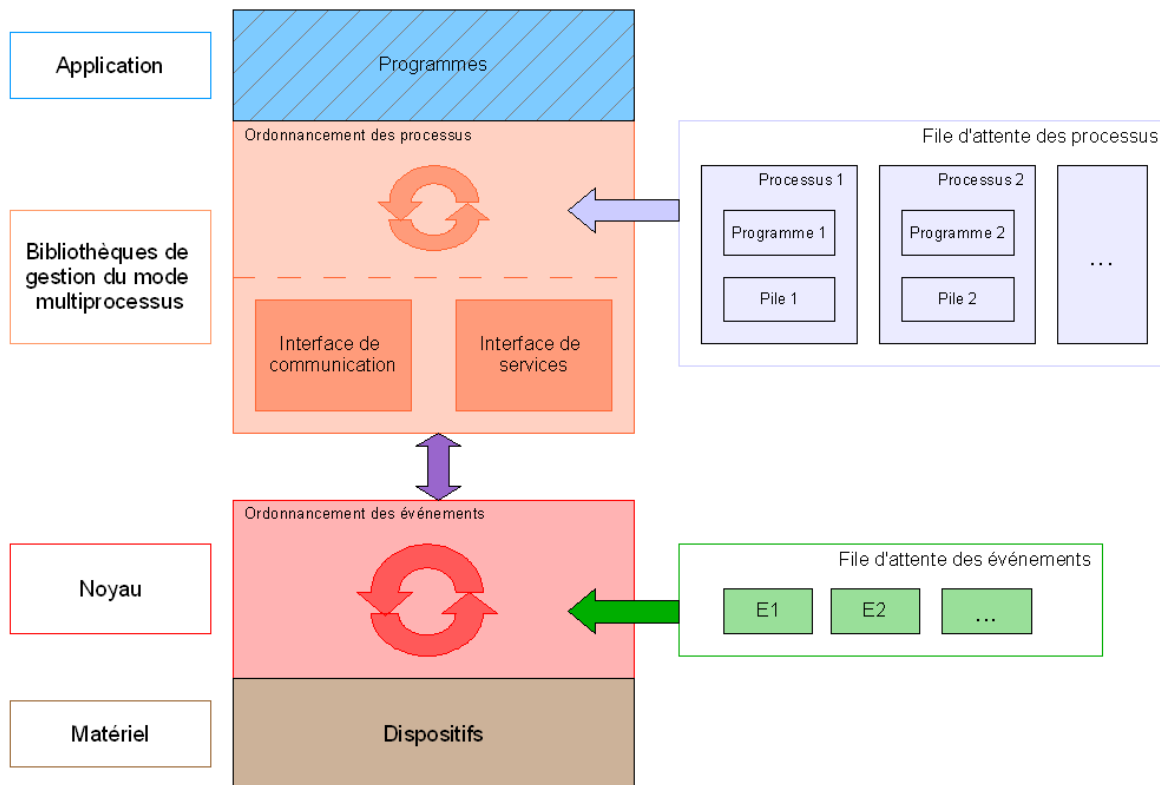 Application
Programmes
Ordonnancement des processus
File d'attente des processus
Processus 1
Programme 1
Pile 1
Processus 2
Programme 2
Pile 2
...
Bibliothèques de
gestion du mode
multiprocessus
Interface de
communication
Interface de
services
Noyau
Ordonnancement des événements
File d'attente des événements
E1
E2
...
Matériel
Dispositifs